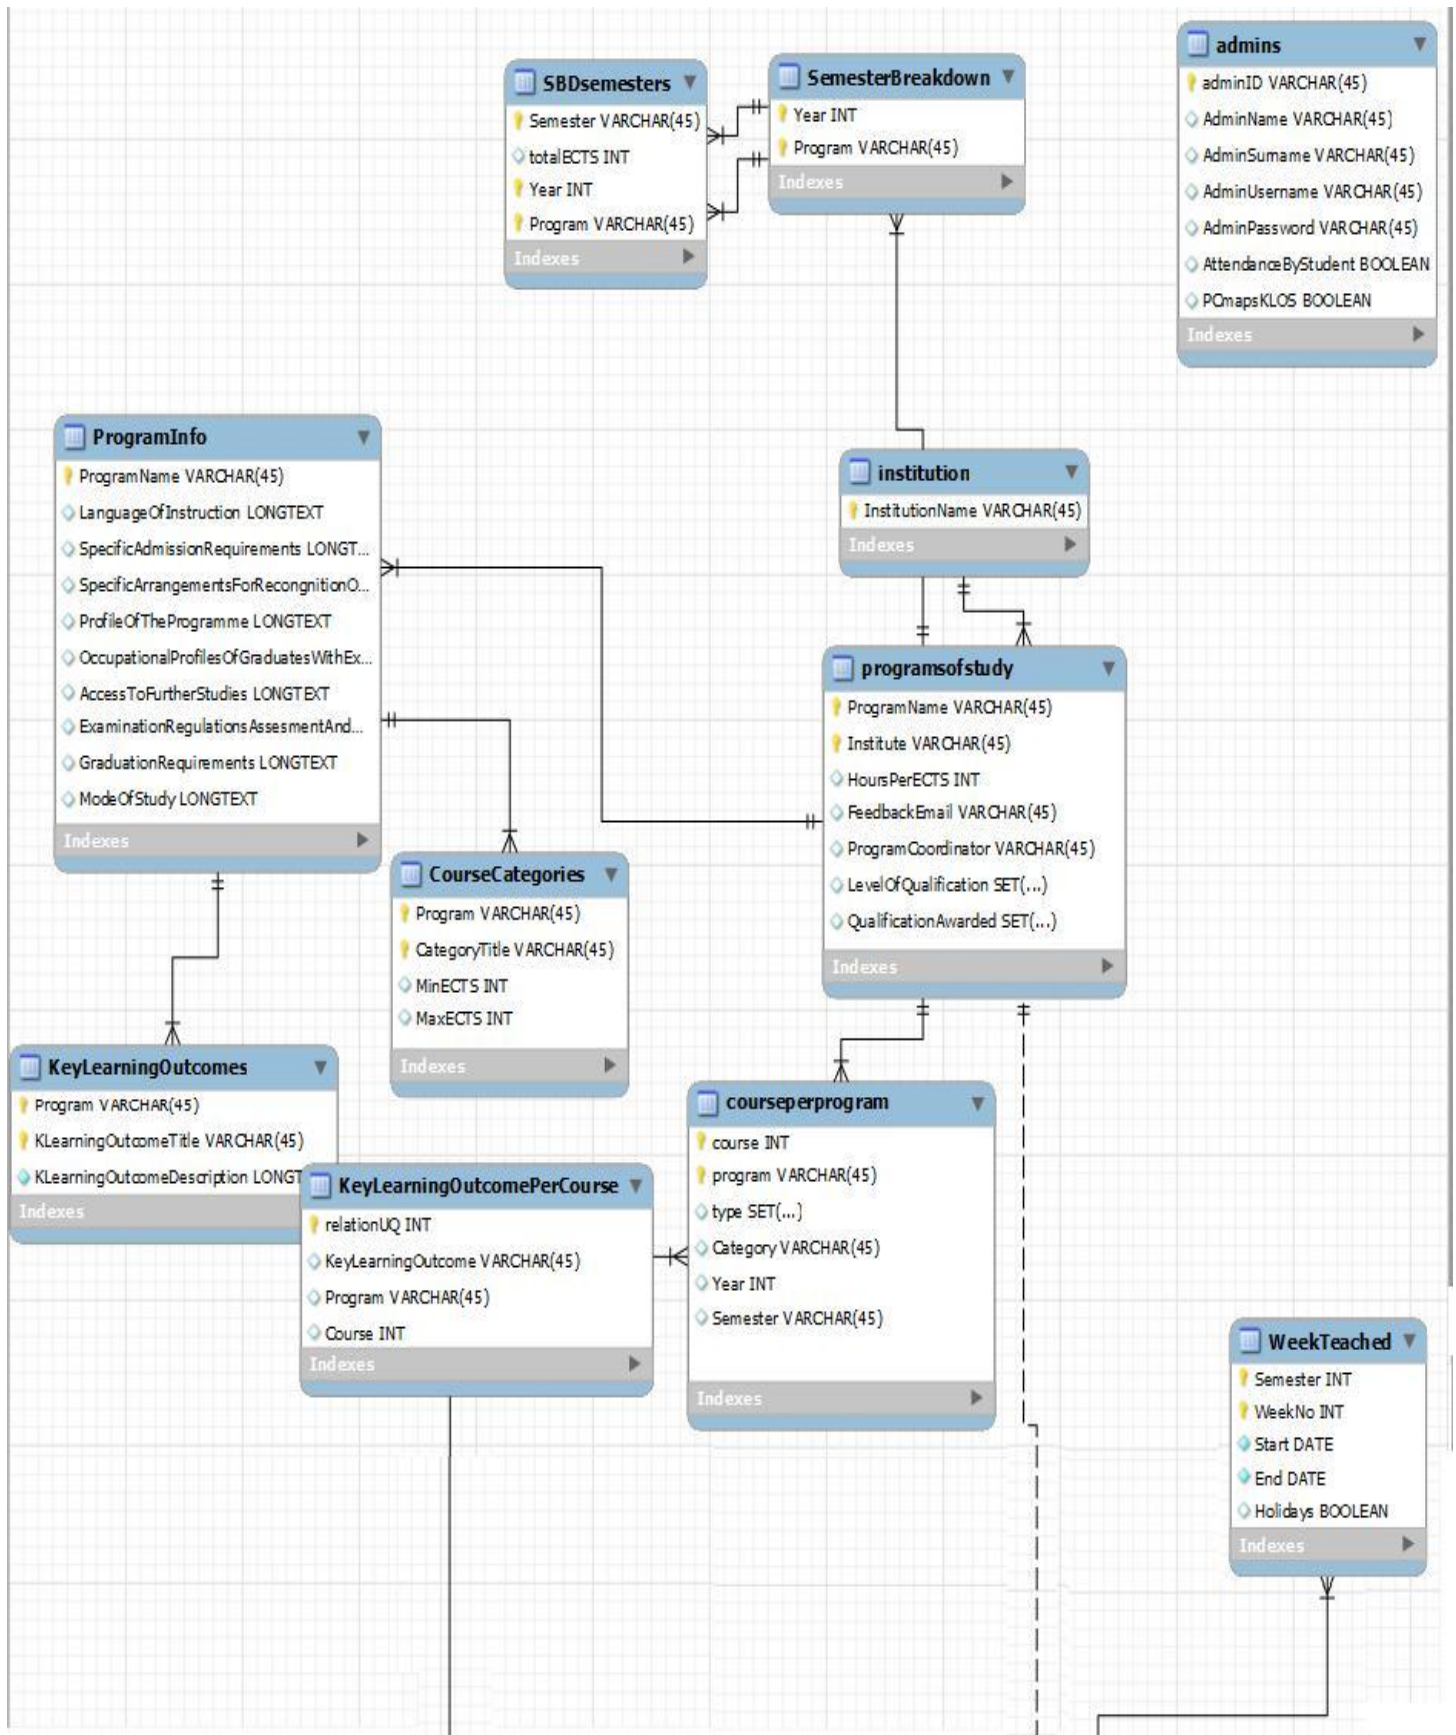 SBDsemesters
Semester VARCHAR(45)
totalECTS INT
Year INT
Program VARCHAR(45)
Indexes
SemesterBreakdown
Year INT
Program VARCHAR(45)
Indexes
admins
adminID VARCHAR(45)
AdminName VARCHAR(45)
AdminSurname VARCHAR(45)
AdminUsername VARCHAR(45)
AdminPassword VARCHAR(45)
AttendanceByStudent BOOLEAN
PCmapsKLOS BOOLEAN
Indexes
ProgramInfo
ProgramName VARCHAR(45)
LanguageOfInstruction LONGTEXT
SpecificAdmissionRequirements LONGT...
SpecificArrangementsForRecongnitionO...
ProfileOfTheProgramme LONGTEXT
OccupationalProfilesOfGraduatesWithEx...
AccessToFurtherStudies LONGTEXT
ExaminationRegulationsAssesmentAnd...
GraduationRequirements LONGTEXT
ModeOfStudy LONGTEXT
Indexes
institution
InstitutionName VARCHAR(45)
Indexes
programsofstudy
ProgramName VARCHAR(45)
Institute VARCHAR(45)
HoursPerECTS INT
FeedbackEmail VARCHAR(45)
ProgramCoordinator VARCHAR(45)
LevelOfQualification SET(...)
QualificationAwarded SET(...)
Indexes
CourseCategories
Program VARCHAR(45)
CategoryTitle VARCHAR(45)
MinECTS INT
MaxECTS INT
Indexes
KeyLearningOutcomes
Program VARCHAR(45)
KLearningOutcomeTitle VARCHAR(45)
KLearningOutcomeDescription LONGT
Indexes
KeyLearningOutcomePerCourse
relationUQ INT
KeyLearningOutcome VARCHAR(45)
Program VARCHAR(45)
Course INT
Indexes
courseperprogram
course INT
program VARCHAR(45)
type SET(...)
Category VARCHAR(45)
Year INT
Semester VARCHAR(45)
Indexes
WeekTeached
Semester INT
WeekNo INT
Start DATE
End DATE
Holidays BOOLEAN
Indexes